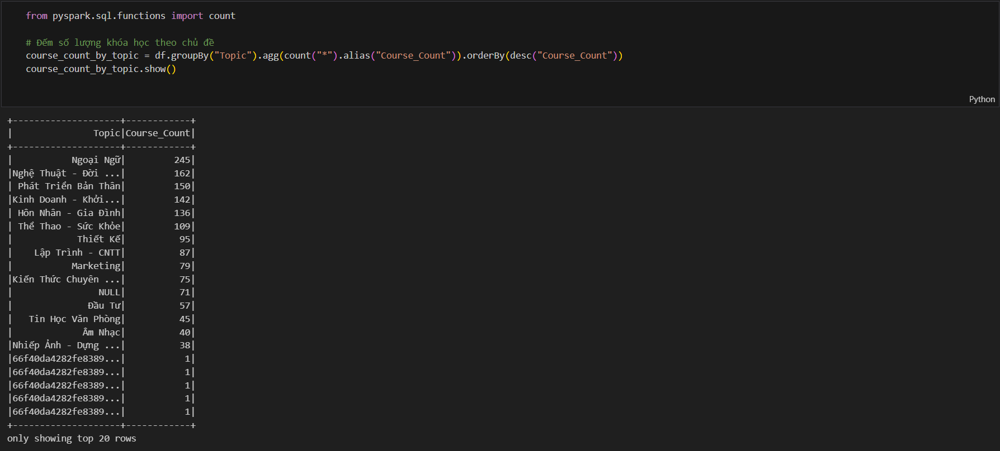 from pyspark.sql.functions import count
# Đếm số lượng khóa học theo chủ đề
course_count_by_topic = df.groupBy("Topic").agg(count("*").alias("Course_Count")).orderBy(desc("Course_Count"))
course_count_by_topic.show()
Python
+--------------------+------------+
|               Topic|Course_Count|
+--------------------+------------+
|           Ngoại Ngữ|         245|
|Nghệ Thuật - Đời ...|         162|
| Phát Triển Bản Thân|         150|
|Kinh Doanh - Khởi...|         142|
| Hôn Nhân - Gia Đình|         136|
| Thể Thao - Sức Khỏe|         109|
|            Thiết Kế|          95|
|    Lập Trình - CNTT|          87|
|           Marketing|          79|
|Kiến Thức Chuyên ...|          75|
|                NULL|          71|
|              Đầu Tư|          57|
|   Tin Học Văn Phòng|          45|
|             Âm Nhạc|          40|
|Nhiếp Ảnh - Dựng ...|          38|
|66f40da4282fe8389...|           1|
|66f40da4282fe8389...|           1|
|66f40da4282fe8389...|           1|
|66f40da4282fe8389...|           1|
|66f40da4282fe8389...|           1|
+--------------------+------------+
only showing top 20 rows